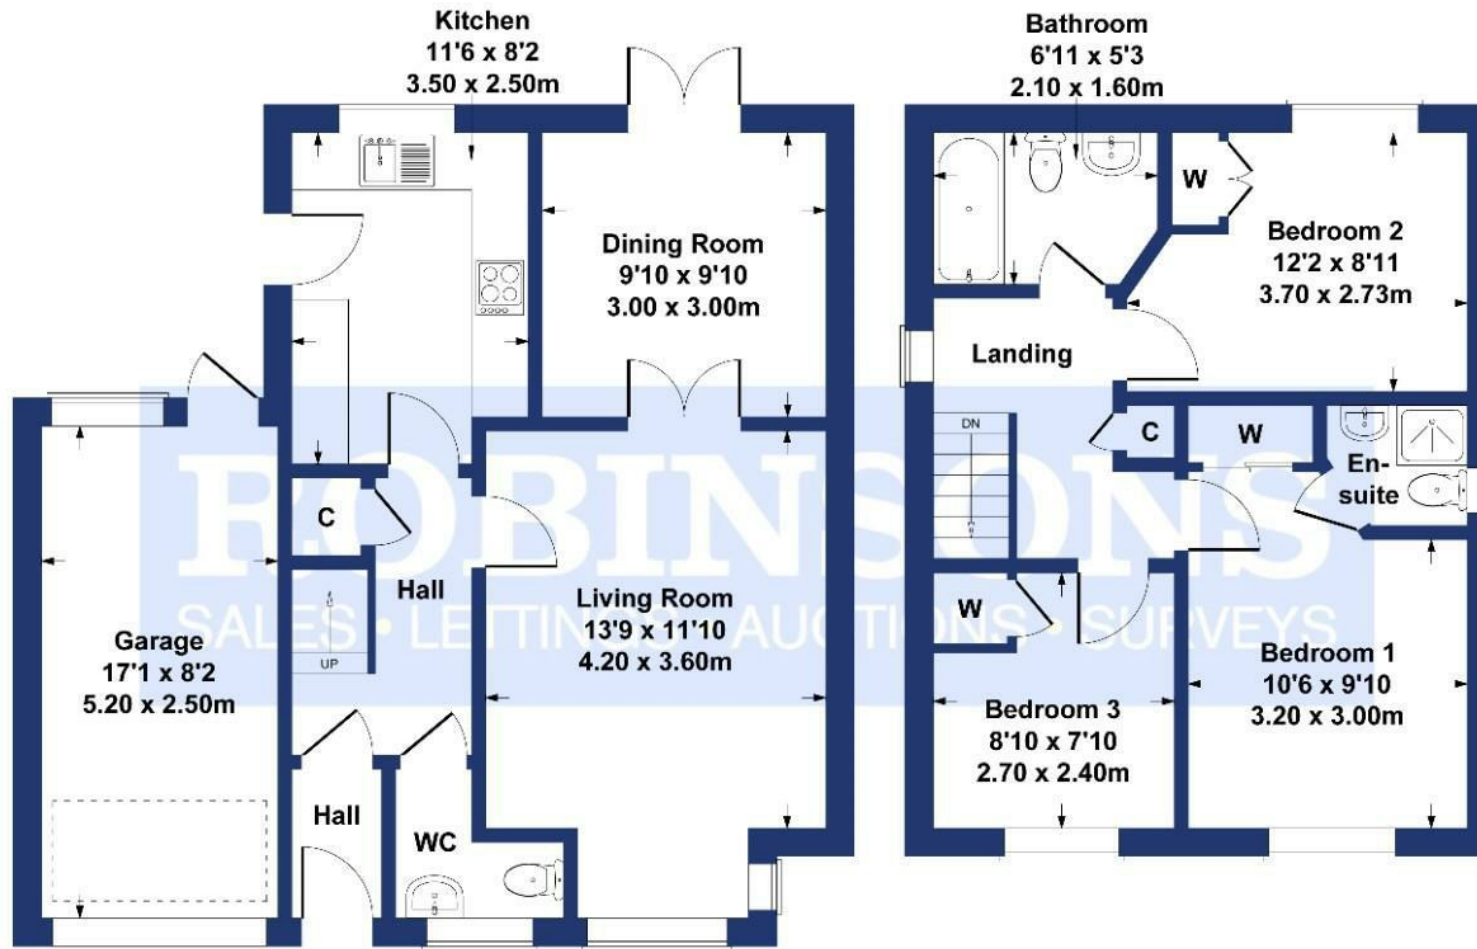 Kitchen
11'6 x 8'2
3.50 x 2.50m
Dining Room
9'10 x 9'10
3.00 x 3.00m
C
Hall
UP
Living Room
13'9 x 11'10
4.20 x 3.60m
Garage
17'1 x 8'2
5.20 x 2.50m
Hall
WC
Bathroom
6'11 x 5'3
2.10 x 1.60m
W
Bedroom 2
12'2 x 8'11
3.70 x 2.73m
Landing
DN
C
W
En-
suite
W
Bedroom 3
8'10 x 7'10
2.70 x 2.40m
Bedroom 1
10'6 x 9'10
3.20 x 3.00m
ROBINSONS
SALES • LETTINGS • AUCTIONS • SURVEYS